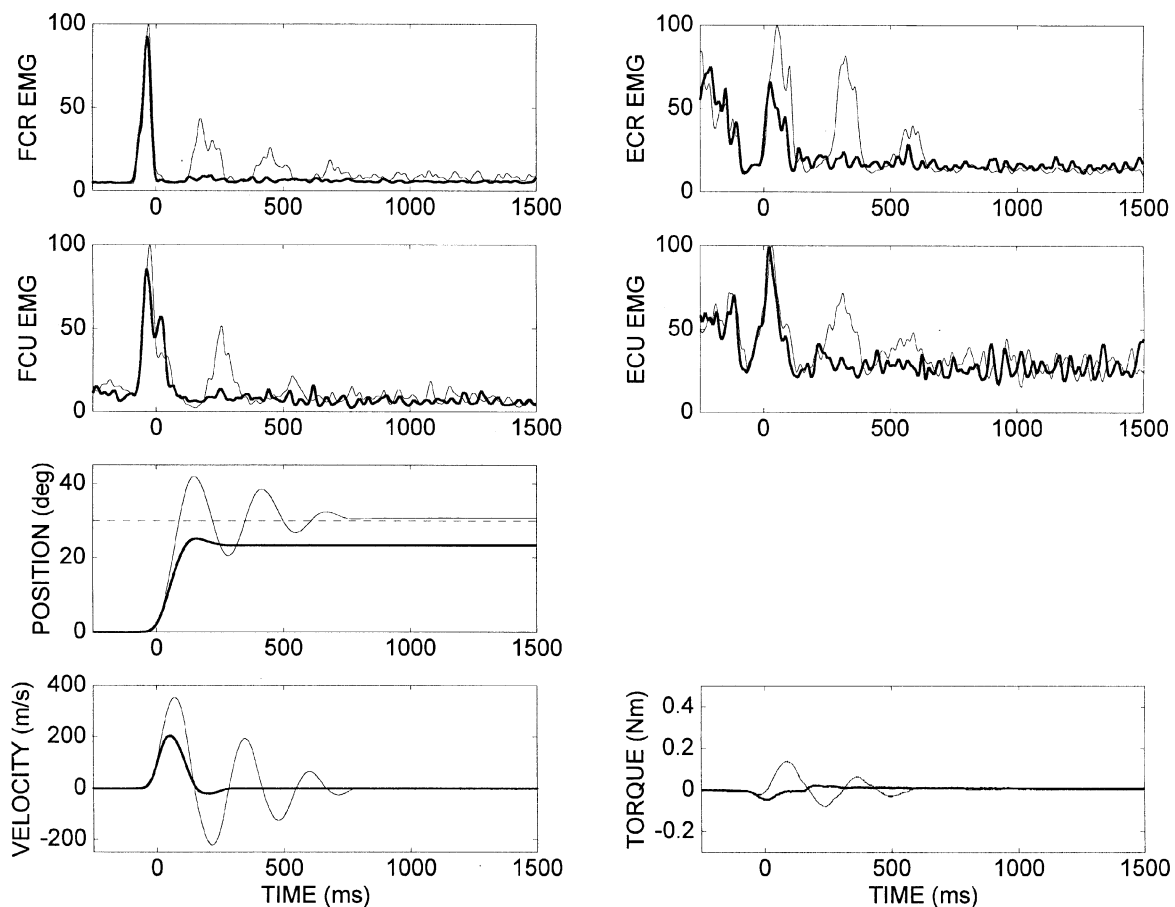 FCR EMG
100
50
0
0 500 1000 1500
ECR EMG
100
50
0
0 500 1000 1500
FCU EMG
100
50
0
0 500 1000 1500
ECU EMG
100
50
0
0 500 1000 1500
POSITION (deg)
40
20
0
0 500 1000 1500
VELOCITY (m/s)
400
200
0
-200
0 500 1000 1500
TIME (ms)
TORQUE (Nm)
0.4
0.2
0
-0.2
0 500 1000 1500
TIME (ms)